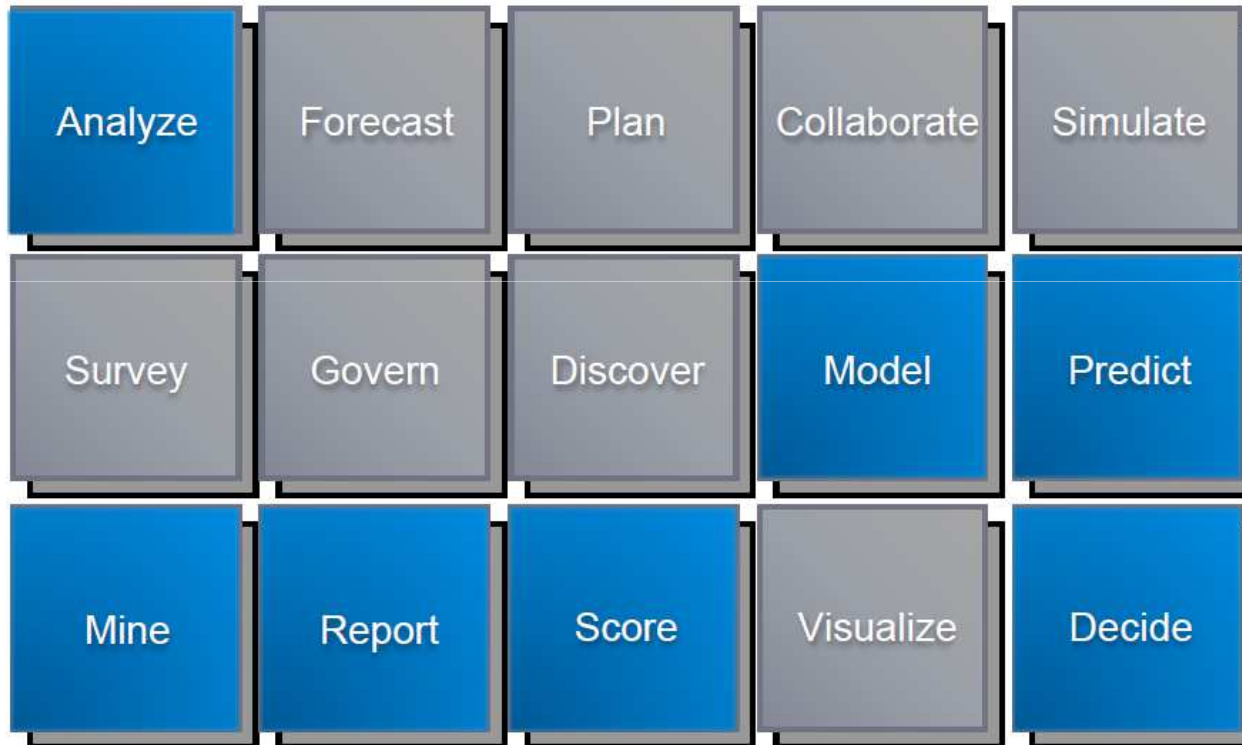 Analyze
Forecast
Plan
Collaborate
Simulate
Survey
Govern
Discover
Model
Predict
Mine
Report
Score
Visualize
Decide